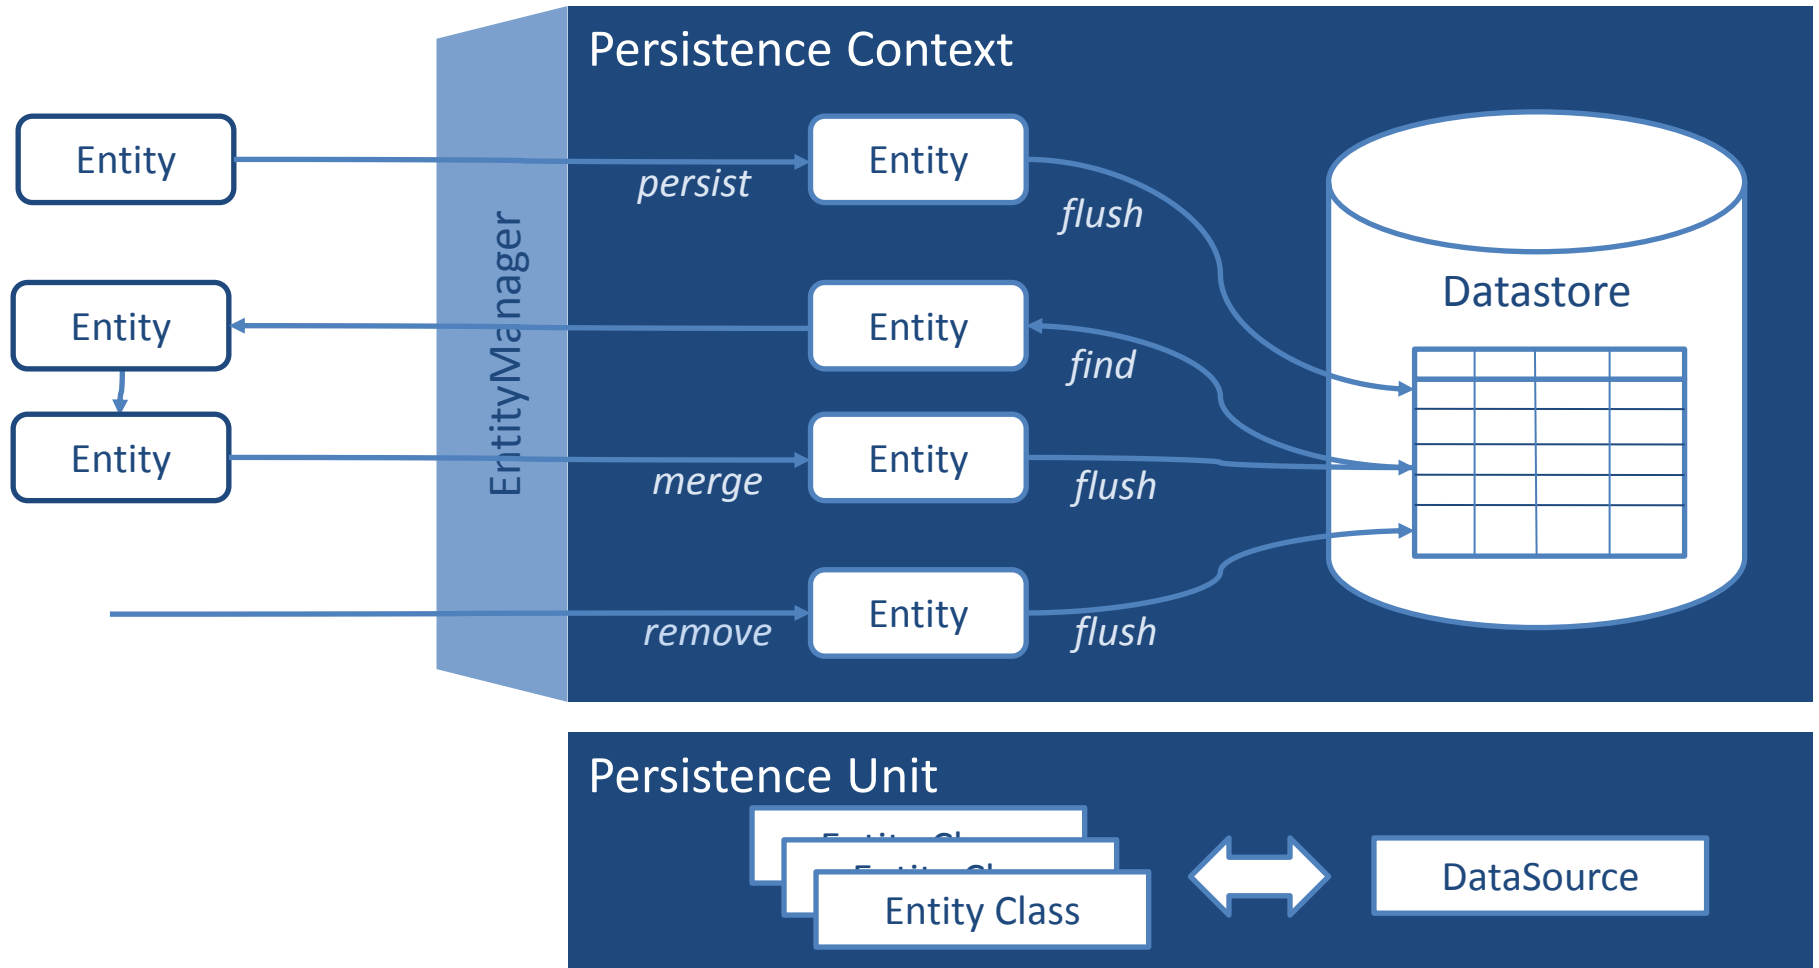 Persistence Context
Entity
persist
Entity
flush
EntityManager
Entity
Entity
find
Datastore
Entity
merge
Entity
flush
remove
Entity
flush
Persistence Unit
Entity Class
DataSource